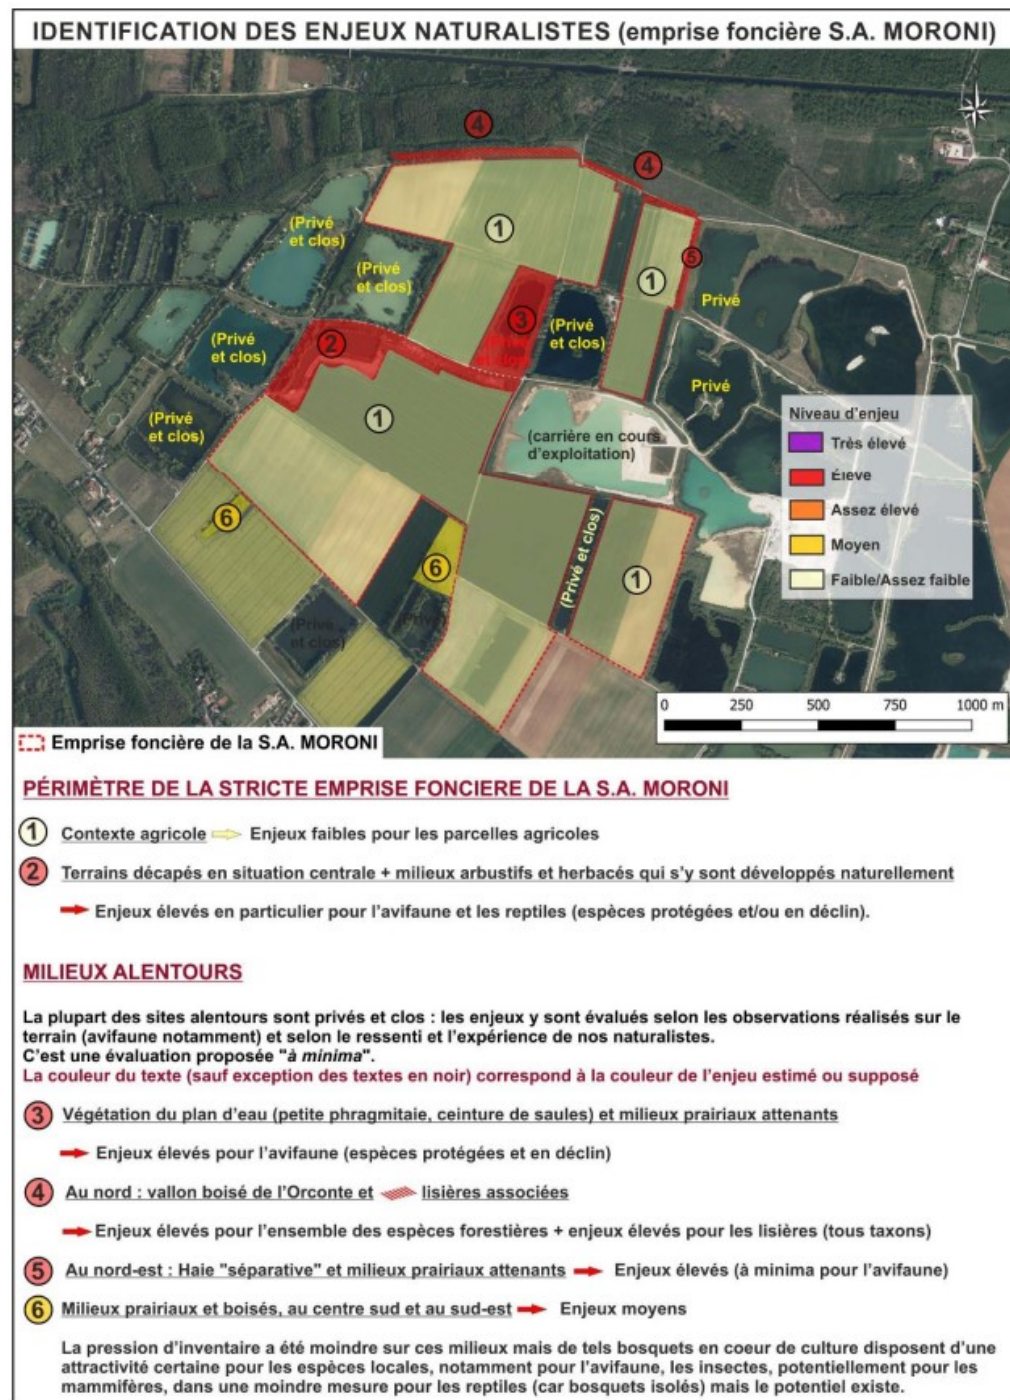 IDENTIFICATION DES ENJEUX NATURALISTES (emprise foncière S.A. MORONI)
4
4
(Privé
et clos)
1
5
(Privé
et clos)
1
Privé
3
(Privé
et clos)
2
(Privé
et clos)
(Privé
et clos)
Privé
1
(Privé
et clos)
(carrière en cours
d'exploitation)
Niveau d'enjeu
Très élevé
Élevé
Assez élevé
Moyen
Faible/Assez faible
6
6
(Privé et clos)
1
(Privé
et clos)
0 250 500 750 1000 m
Emprise foncière de la S.A. MORONI
PÉRIMÈTRE DE LA STRICTE EMPRISE FONCIERE DE LA S.A. MORONI
1 Contexte agricole Enjeux faibles pour les parcelles agricoles
2 Terrains décapés en situation centrale + milieux arbustifs et herbacés qui s'y sont développés naturellement
Enjeux élevés en particulier pour l'avifaune et les reptiles (espèces protégées et/ou en déclin).
MILIEUX ALENTOURS
La plupart des sites alentours sont privés et clos : les enjeux y sont évalués selon les observations réalisés sur le
terrain (avifaune notamment) et selon le ressenti et l'expérience de nos naturalistes.
C'est une évaluation proposée "à minima".
La couleur du texte (sauf exception des textes en noir) correspond à la couleur de l'enjeu estimé ou supposé
3 Végétation du plan d'eau (petite phragmitaie, ceinture de saules) et milieux prairiaux attenants
Enjeux élevés pour l'avifaune (espèces protégées et en déclin)
4 Au nord : vallon boisé de l'Orconte et lisières associées
Enjeux élevés pour l'ensemble des espèces forestières + enjeux élevés pour les lisières (tous taxons)
5 Au nord-est : Haie "séparative" et milieux prairiaux attenants Enjeux élevés (à minima pour l'avifaune)
6 Milieux prairiaux et boisés, au centre sud et au sud-est Enjeux moyens
La pression d'inventaire a été moindre sur ces milieux mais de tels bosquets en coeur de culture disposent d'une
attractivité certaine pour les espèces locales, notamment pour l'avifaune, les insectes, potentiellement pour les
mammifères, dans une moindre mesure pour les reptiles (car bosquets isolés) mais le potentiel existe.